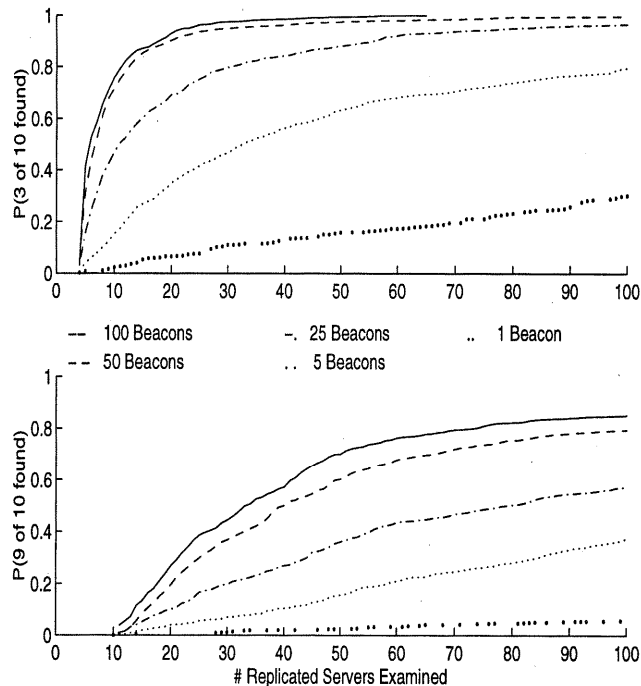 P(3 of 10 found)
1
0.8
0.6
0.4
0.2
0
0 10 20 30 40 50 60 70 80 90 100
— 100 Beacons -. 25 Beacons .. 1 Beacon
-- 50 Beacons .. 5 Beacons
P(9 of 10 found)
1
0.8
0.6
0.4
0.2
0
0 10 20 30 40 50 60 70 80 90 100
# Replicated Servers Examined